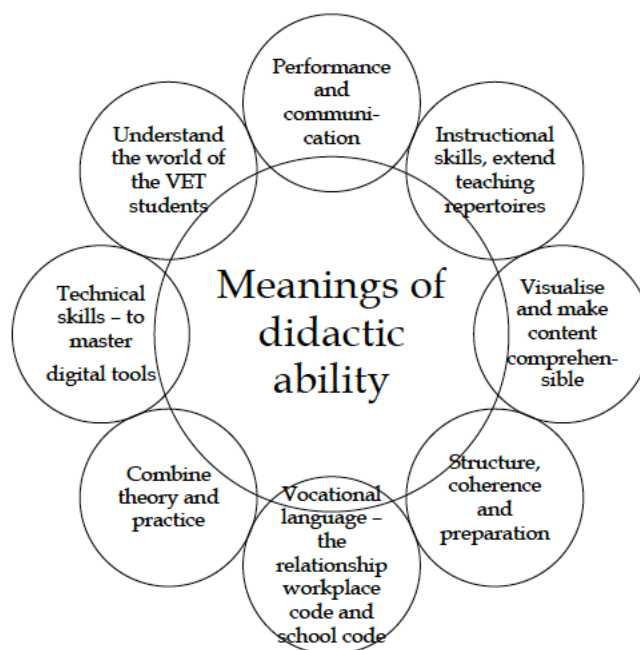 Performance
and
communi-
cation
Instructional
skills, extend
teaching
repertoires
Visualise
and make
content
comprehen-
sible
Structure,
coherence
and
preparation
Vocational
language –
the
relationship
workplace
code and
school code
Combine
theory and
practice
Technical
skills – to
master
digital tools
Understand
the world of
the VET
students
Meanings of
didactic
ability